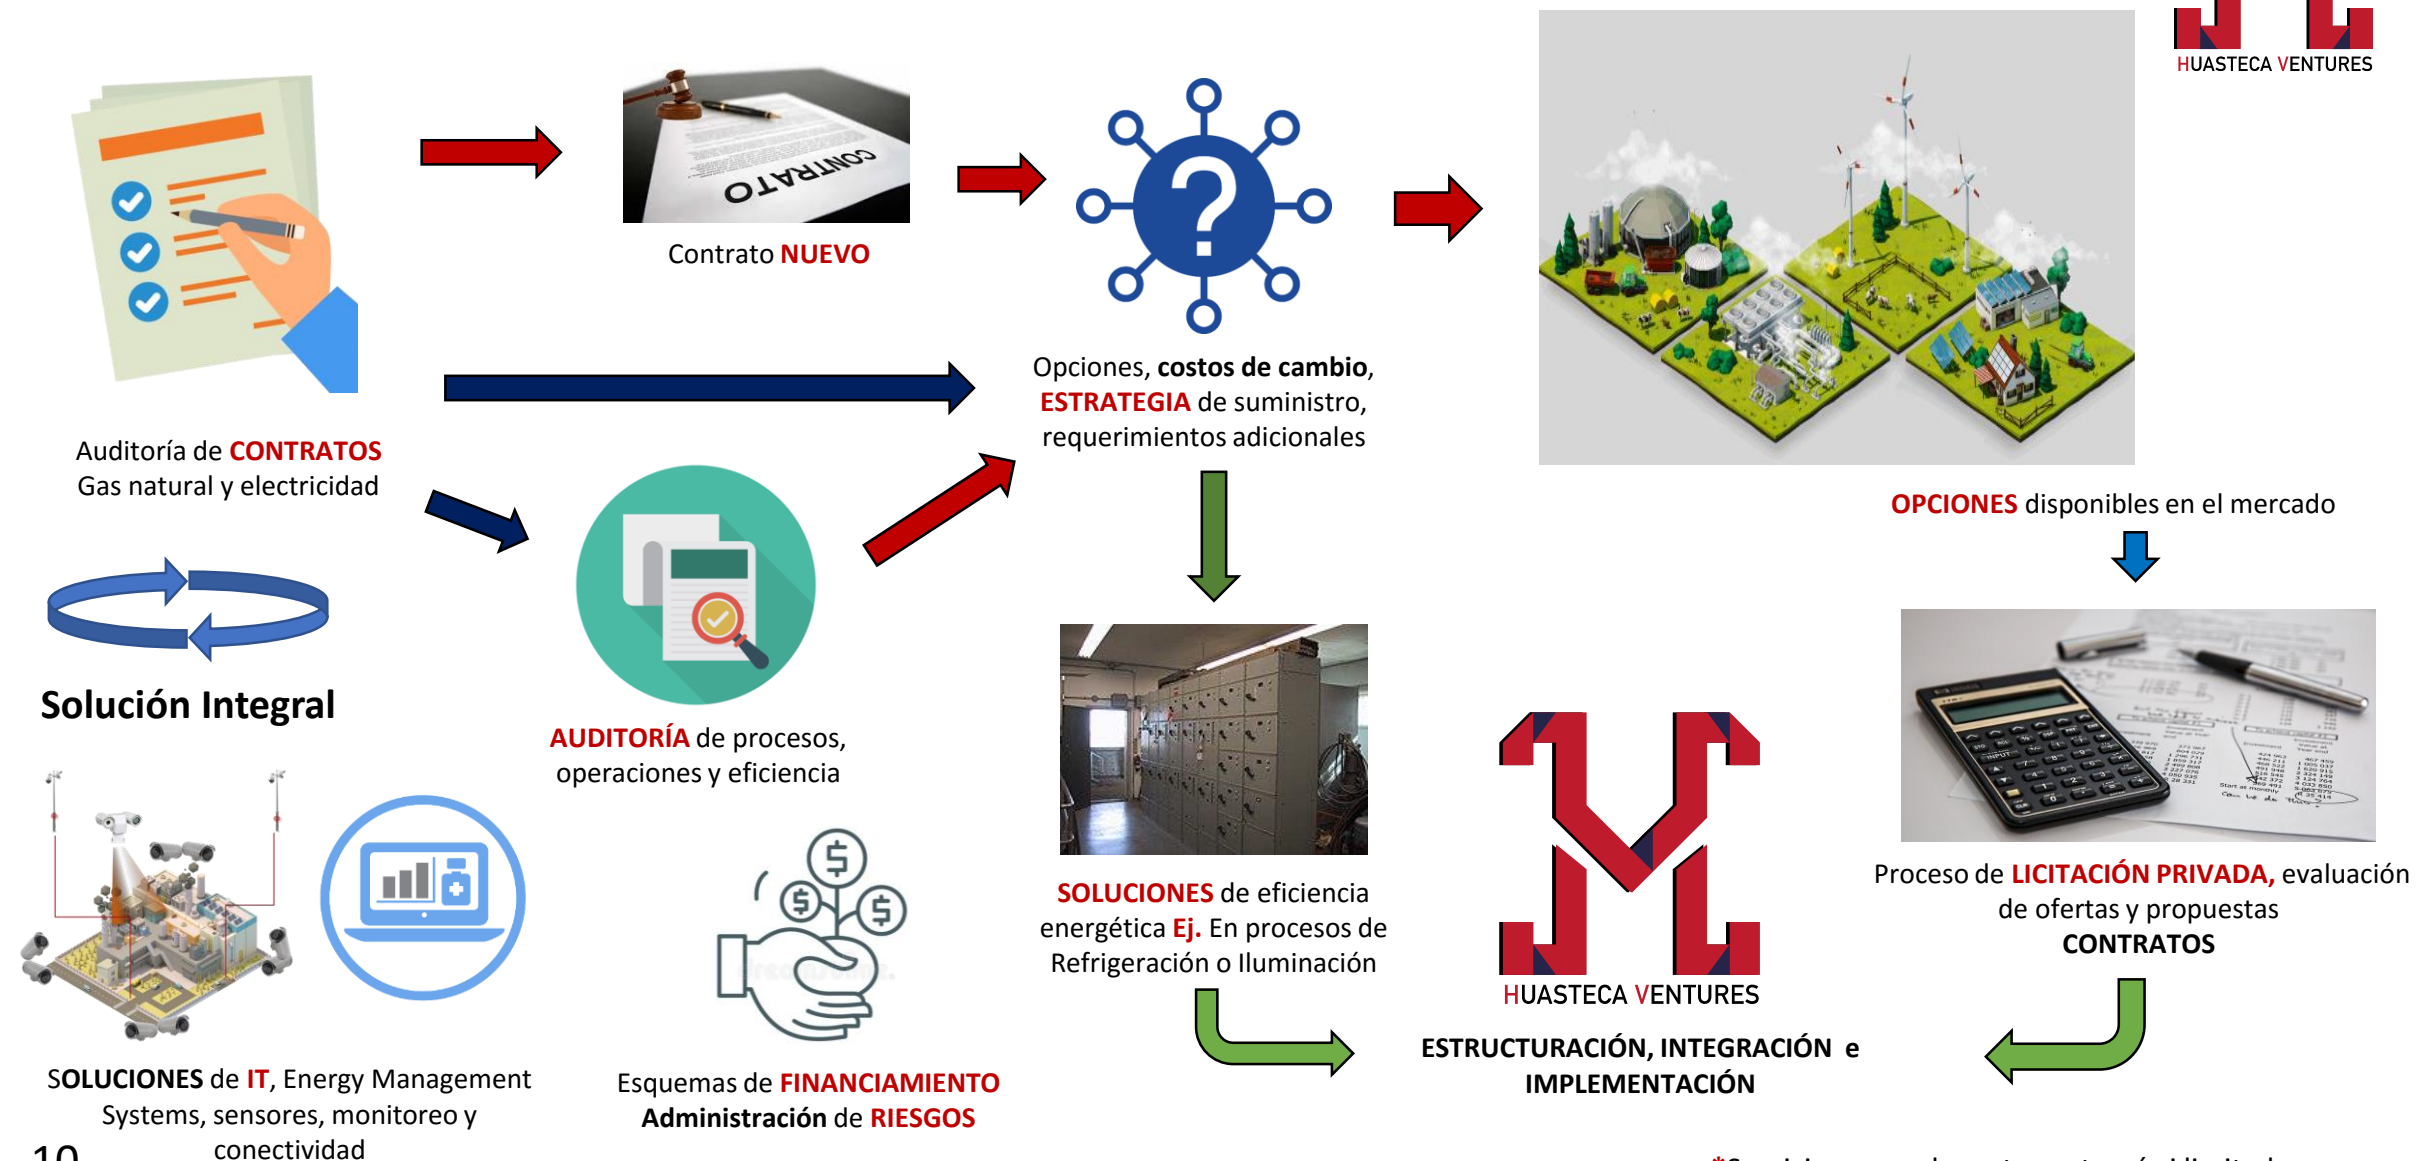 HUASTECA VENTURES
CONTRATO
Contrato NUEVO
Opciones, costos de cambio,
ESTRATEGIA de suministro,
requerimientos adicionales
Auditoría de CONTRATOS
Gas natural y electricidad
OPCIONES disponibles en el mercado
Solución Integral
AUDITORÍA de procesos,
operaciones y eficiencia
SOLUCIONES de eficiencia
energética Ej. En procesos de
Refrigeración o Iluminación
Proceso de LICITACIÓN PRIVADA, evaluación
de ofertas y propuestas
CONTRATOS
HUASTECA VENTURES
ESTRUCTURACIÓN, INTEGRACIÓN e
IMPLEMENTACIÓN
SOLUCIONES de IT, Energy Management
Systems, sensores, monitoreo y
conectividad
Esquemas de FINANCIAMIENTO
Administración de RIESGOS
10